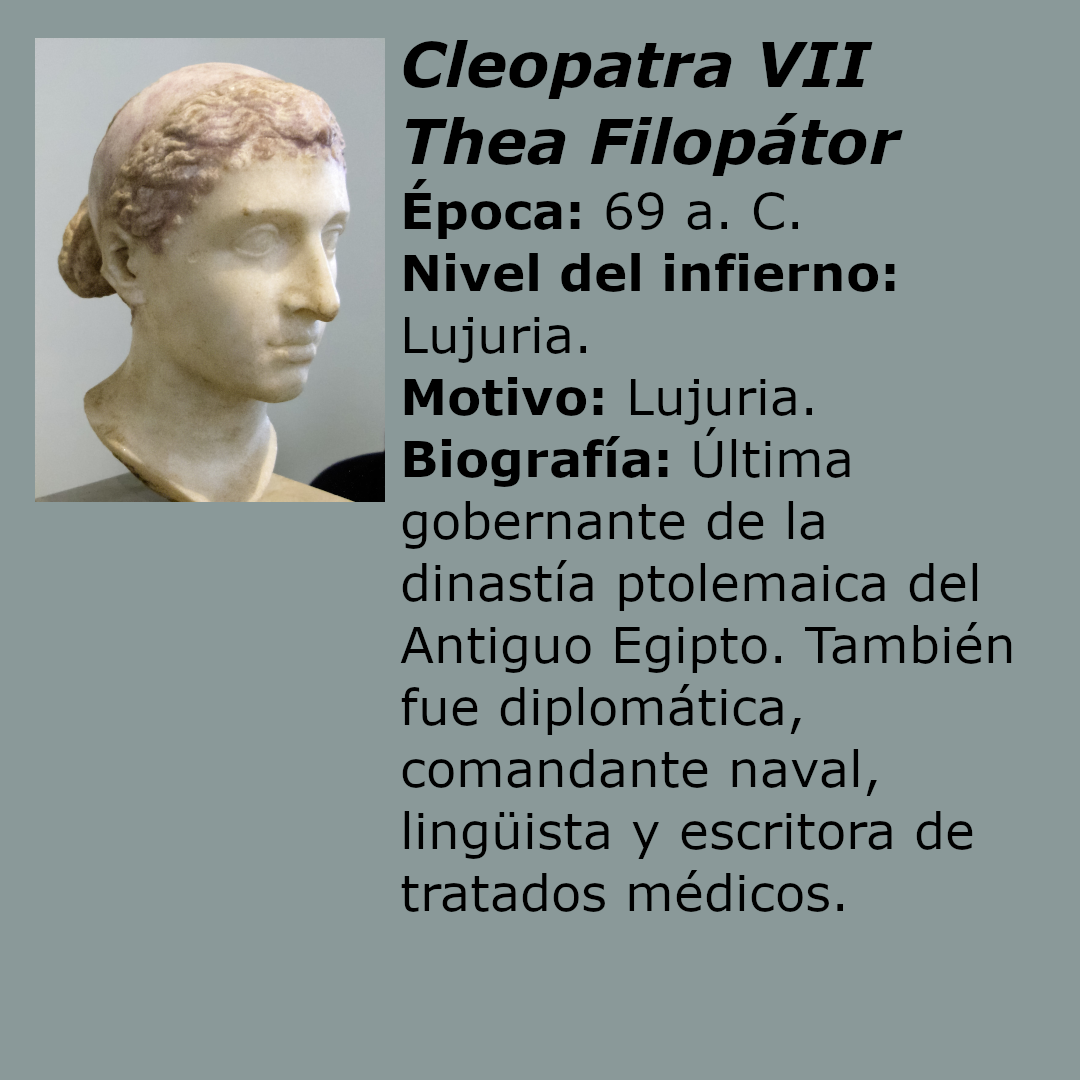 Cleopatra VII
Thea Filopátor
Época: 69 a. C.
Nivel del infierno:
Lujuria.
Motivo: Lujuria.
Biografía: Última
gobernante de la
dinastía ptolemaica del
Antiguo Egipto. También
fue diplomática,
comandante naval,
lingüista y escritora de
tratados médicos.